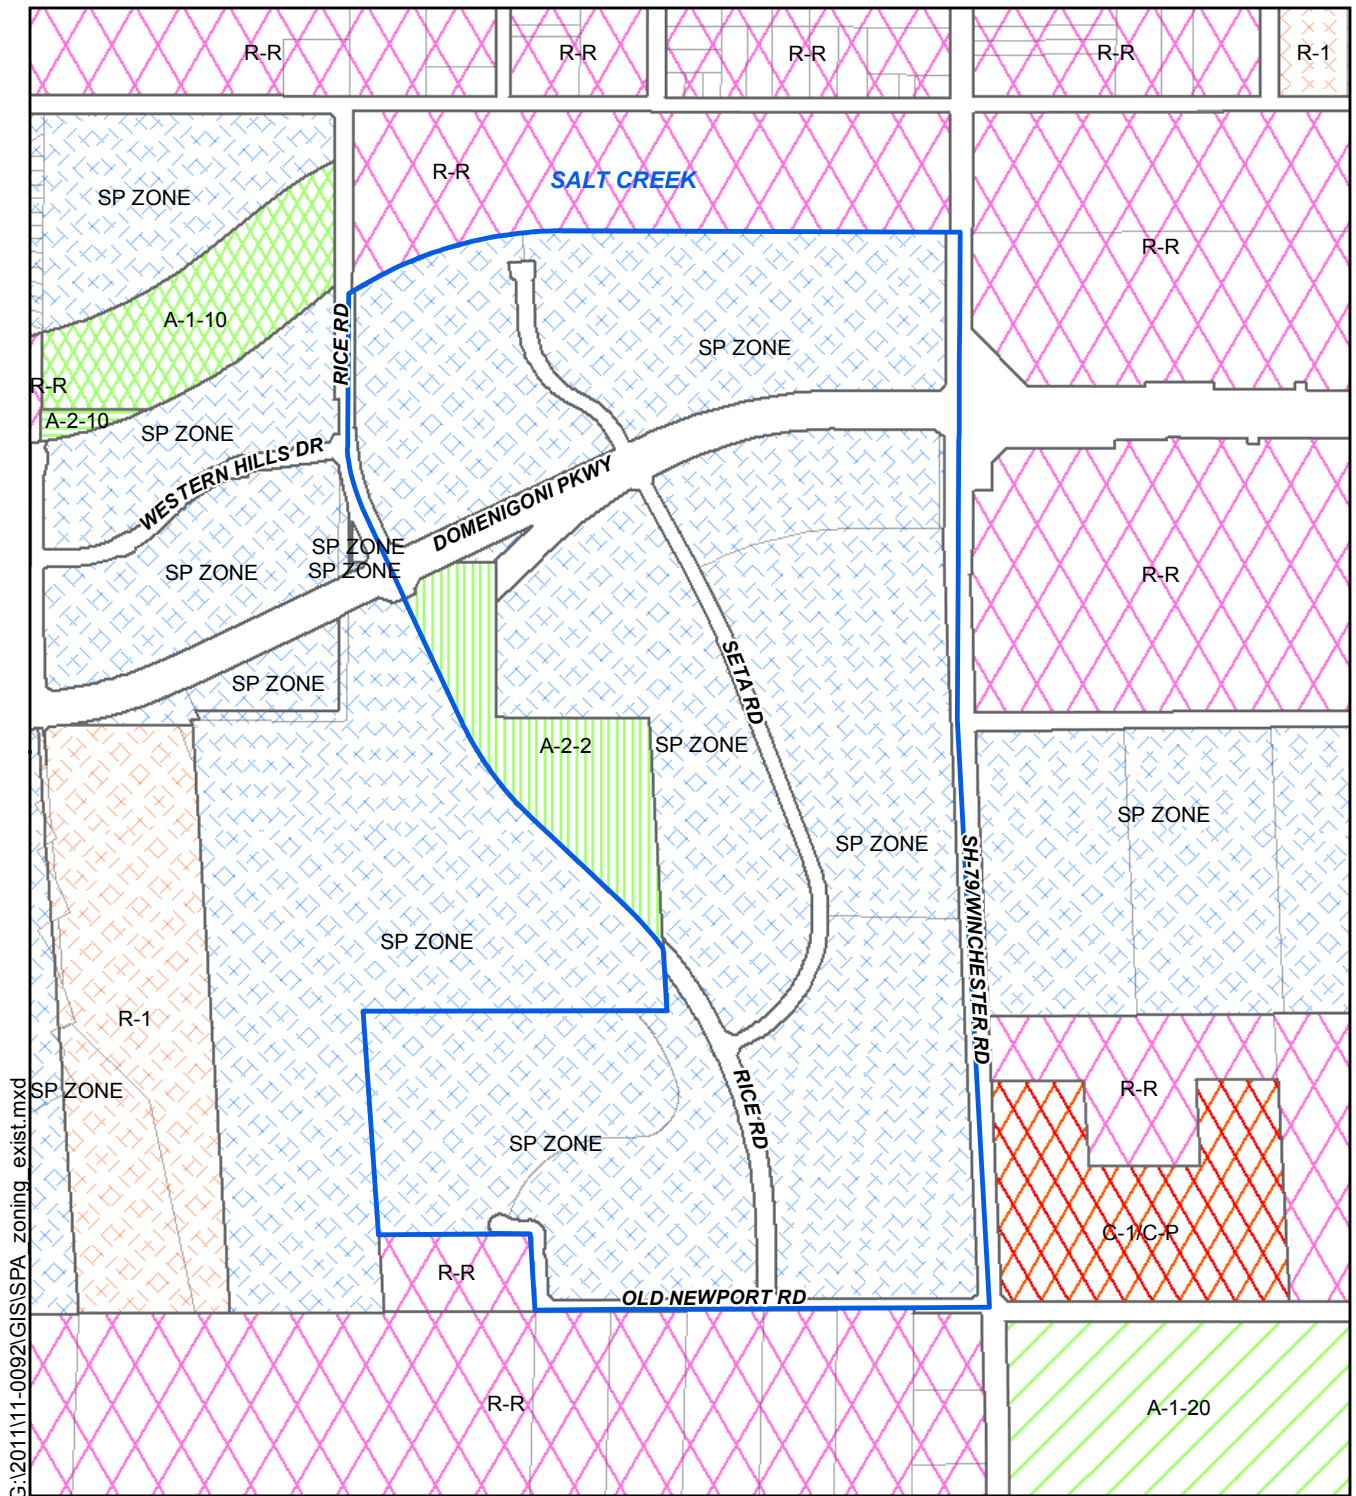 R-R
R-R
R-R
R-R
R-1
R-R
SALT CREEK
SP ZONE
R-R
A-1-10
RICE RD
SP ZONE
R-R
A-2-10
SP ZONE
WESTERN HILLS DR
DOMENIGONI PKWY
SP ZONE
SP ZONE
SP ZONE
R-R
SP ZONE
SETA RD
A-2-2
SP ZONE
SP ZONE
SP ZONE
SH-79/WINCHESTER RD
SP ZONE
R-1
SP ZONE
R-R
RICE RD
SP ZONE
C-1/C-P
R-R
OLD NEWPORT RD
R-R
A-1-20
G:\2011\11-0092\GIS\SPA_zoning_exist.mxd